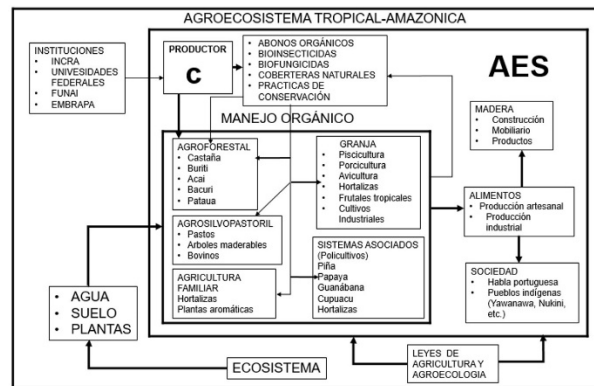 AGROECOSISTEMA TROPICAL-AMAZONICA
INSTITUCIONES
• INCRA
• UNIVESIDADES
FEDERALES
• FUNAI
• EMBRAPA
PRODUCTOR
C
• ABONOS ORGÁNICOS
• BIOINSECTICIDAS
• BIOFUNGICIDAS
• COBERTERAS NATURALES
• PRACTICAS DE
CONSERVACIÓN
AES
MANEJO ORGÁNICO
AGROFORESTAL
• Castaña
• Buriti
• Acai
• Bacuri
• Pataua
GRANJA
• Piscicultura
• Porcicultura
• Avicultura
• Hortalizas
• Frutales tropicales
• Cultivos
Industriales
AGROSILVOPASTORIL
• Pastos
• Arboles maderables
• Bovinos
SISTEMAS ASOCIADOS
(Policultivos)
Piña
Papaya
Guanábana
Cupuacu
Hortalizas
AGRICULTURA
FAMILIAR
Hortalizas
Plantas aromáticas
MADERA
• Construcción
• Mobiliario
• Productos
ALIMENTOS
• Producción artesanal
• Producción
industrial
SOCIEDAD
• Habla portuguesa
• Pueblos indígenas
(Yawanawa, Nukini,
etc.)
• AGUA
• SUELO
• PLANTAS
ECOSISTEMA
LEYES DE
AGRICULTURA Y
AGROECOLOGIA